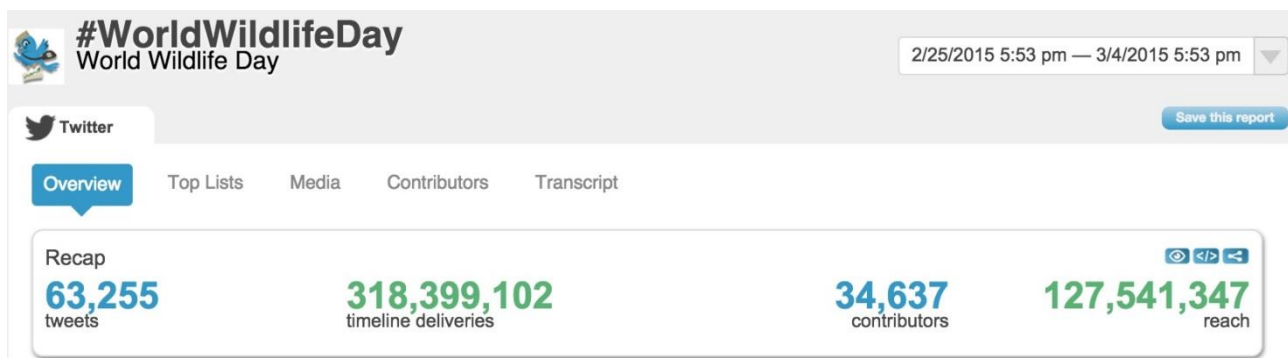 #WorldWildlifeDay
World Wildlife Day
2/25/2015 5:53 pm — 3/4/2015 5:53 pm
Twitter
Save this report
Overview Top Lists Media Contributors Transcript
Recap
63,255 318,399,102 34,637 127,541,347
tweets timeline deliveries contributors reach